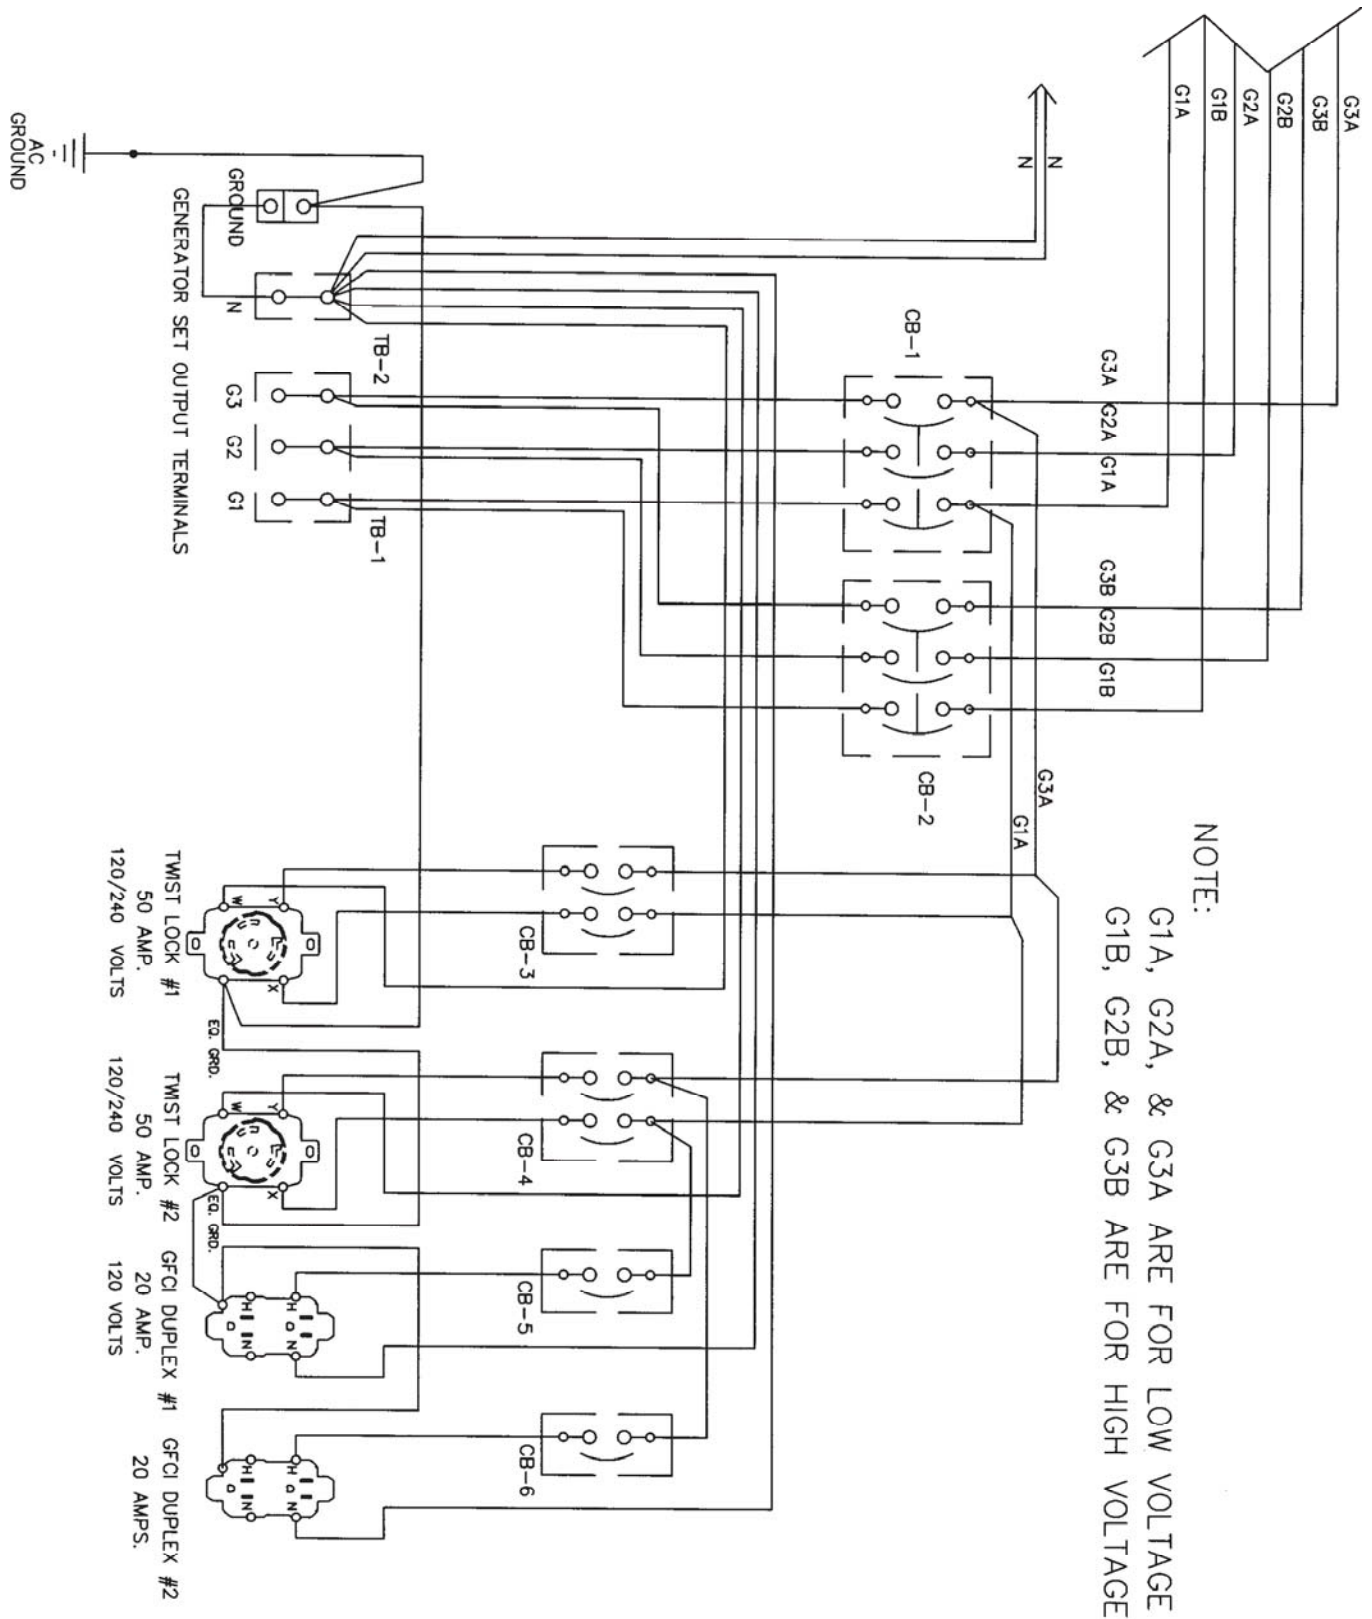 NOTE:
G1A, G2A, & G3A ARE FOR LOW VOLTAGE
G1B, G2B, & G3B ARE FOR HIGH VOLTAGE
G3A
G3B
G2B
G2A
G1B
G1A
N
N
G3A
G2A
G1A
G3B
G2B
G1B
CB-1
CB-2
G3A
G1A
CB-3
CB-4
CB-5
CB-6
TB-2
TB-1
GROUND
N
G3
G2
G1
GENERATOR SET OUTPUT TERMINALS
AC
GROUND
Y
W
X
EQ. GRD.
Y
W
X
EQ. GRD.
H
N
H
N
H
N
H
N
TWIST LOCK #1
50 AMP.
120/240 VOLTS
TWIST LOCK #2
50 AMP.
120/240 VOLTS
GFCI DUPLEX #1
20 AMP.
120 VOLTS
GFCI DUPLEX #2
20 AMPS.